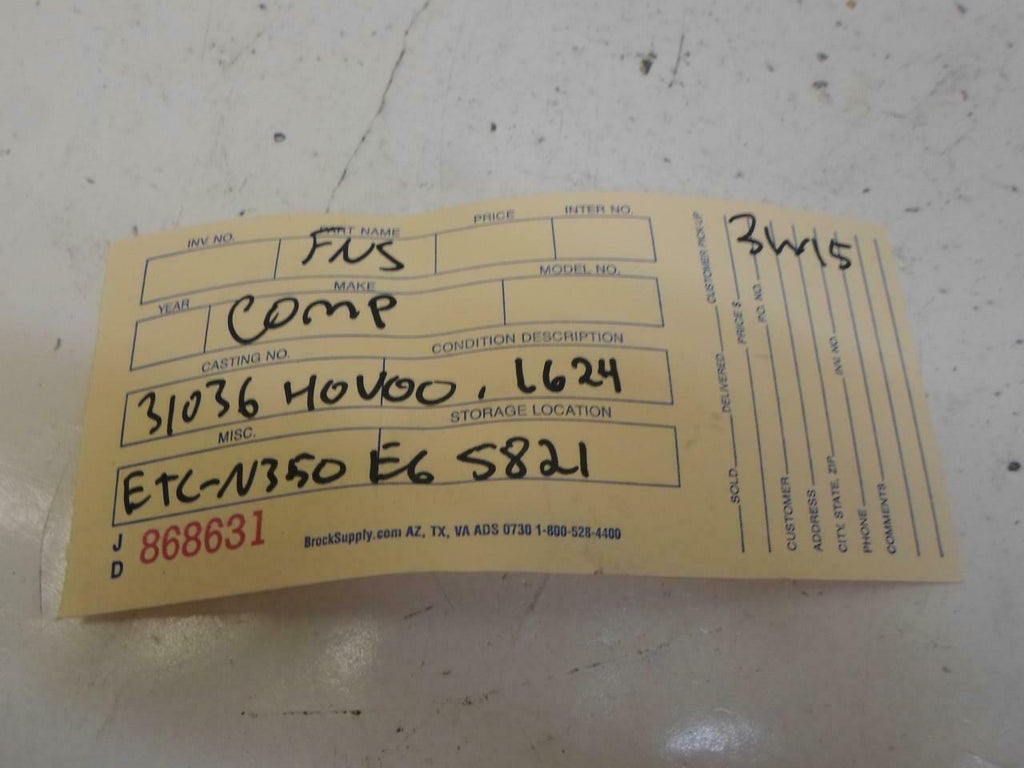 INV NO. PART NAME PRICE INTER NO.
FNS
YEAR MAKE MODEL NO.
COMP
CASTING NO. CONDITION DESCRIPTION
31036 HOVOO. L624
MISC. STORAGE LOCATION
ETC-N350 E6 5821
J D 868631
BrockSupply.com AZ, TX, VA ADS 0730 1-800-528-4400
3W15
SOLD DELIVERED CUSTOMER PICK-UP
PRICE $ P.O. NO.
CUSTOMER
ADDRESS
CITY, STATE, ZIP INV. NO.
PHONE
COMMENTS